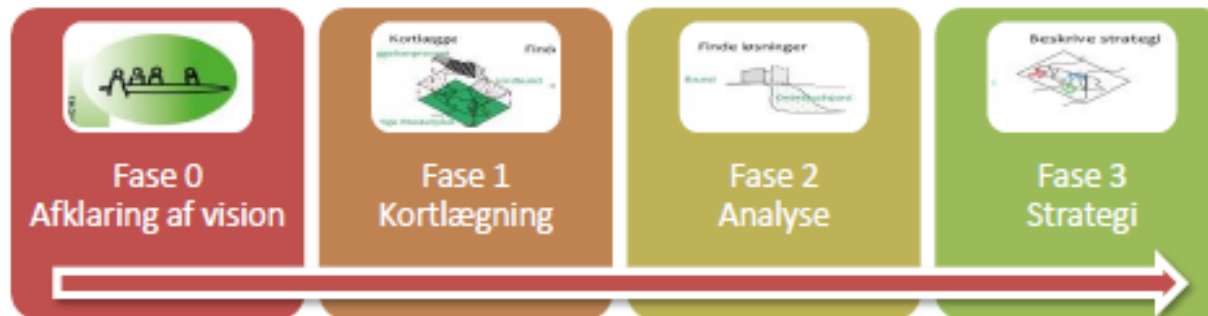 Fase 0
Afklaring af vision
Kortlægge
Fase 1
Kortlægning
Finde løsninger
Fase 2
Analyse
Beskrive strategi
Fase 3
Strategi